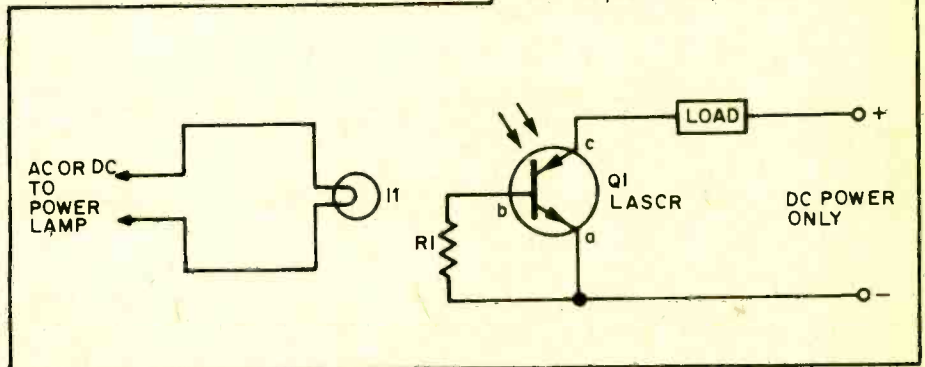 AC OR DC
TO
POWER
LAMP
I1
R1
b
c
a
Q1
LASCR
LOAD
+
DC POWER
ONLY
-